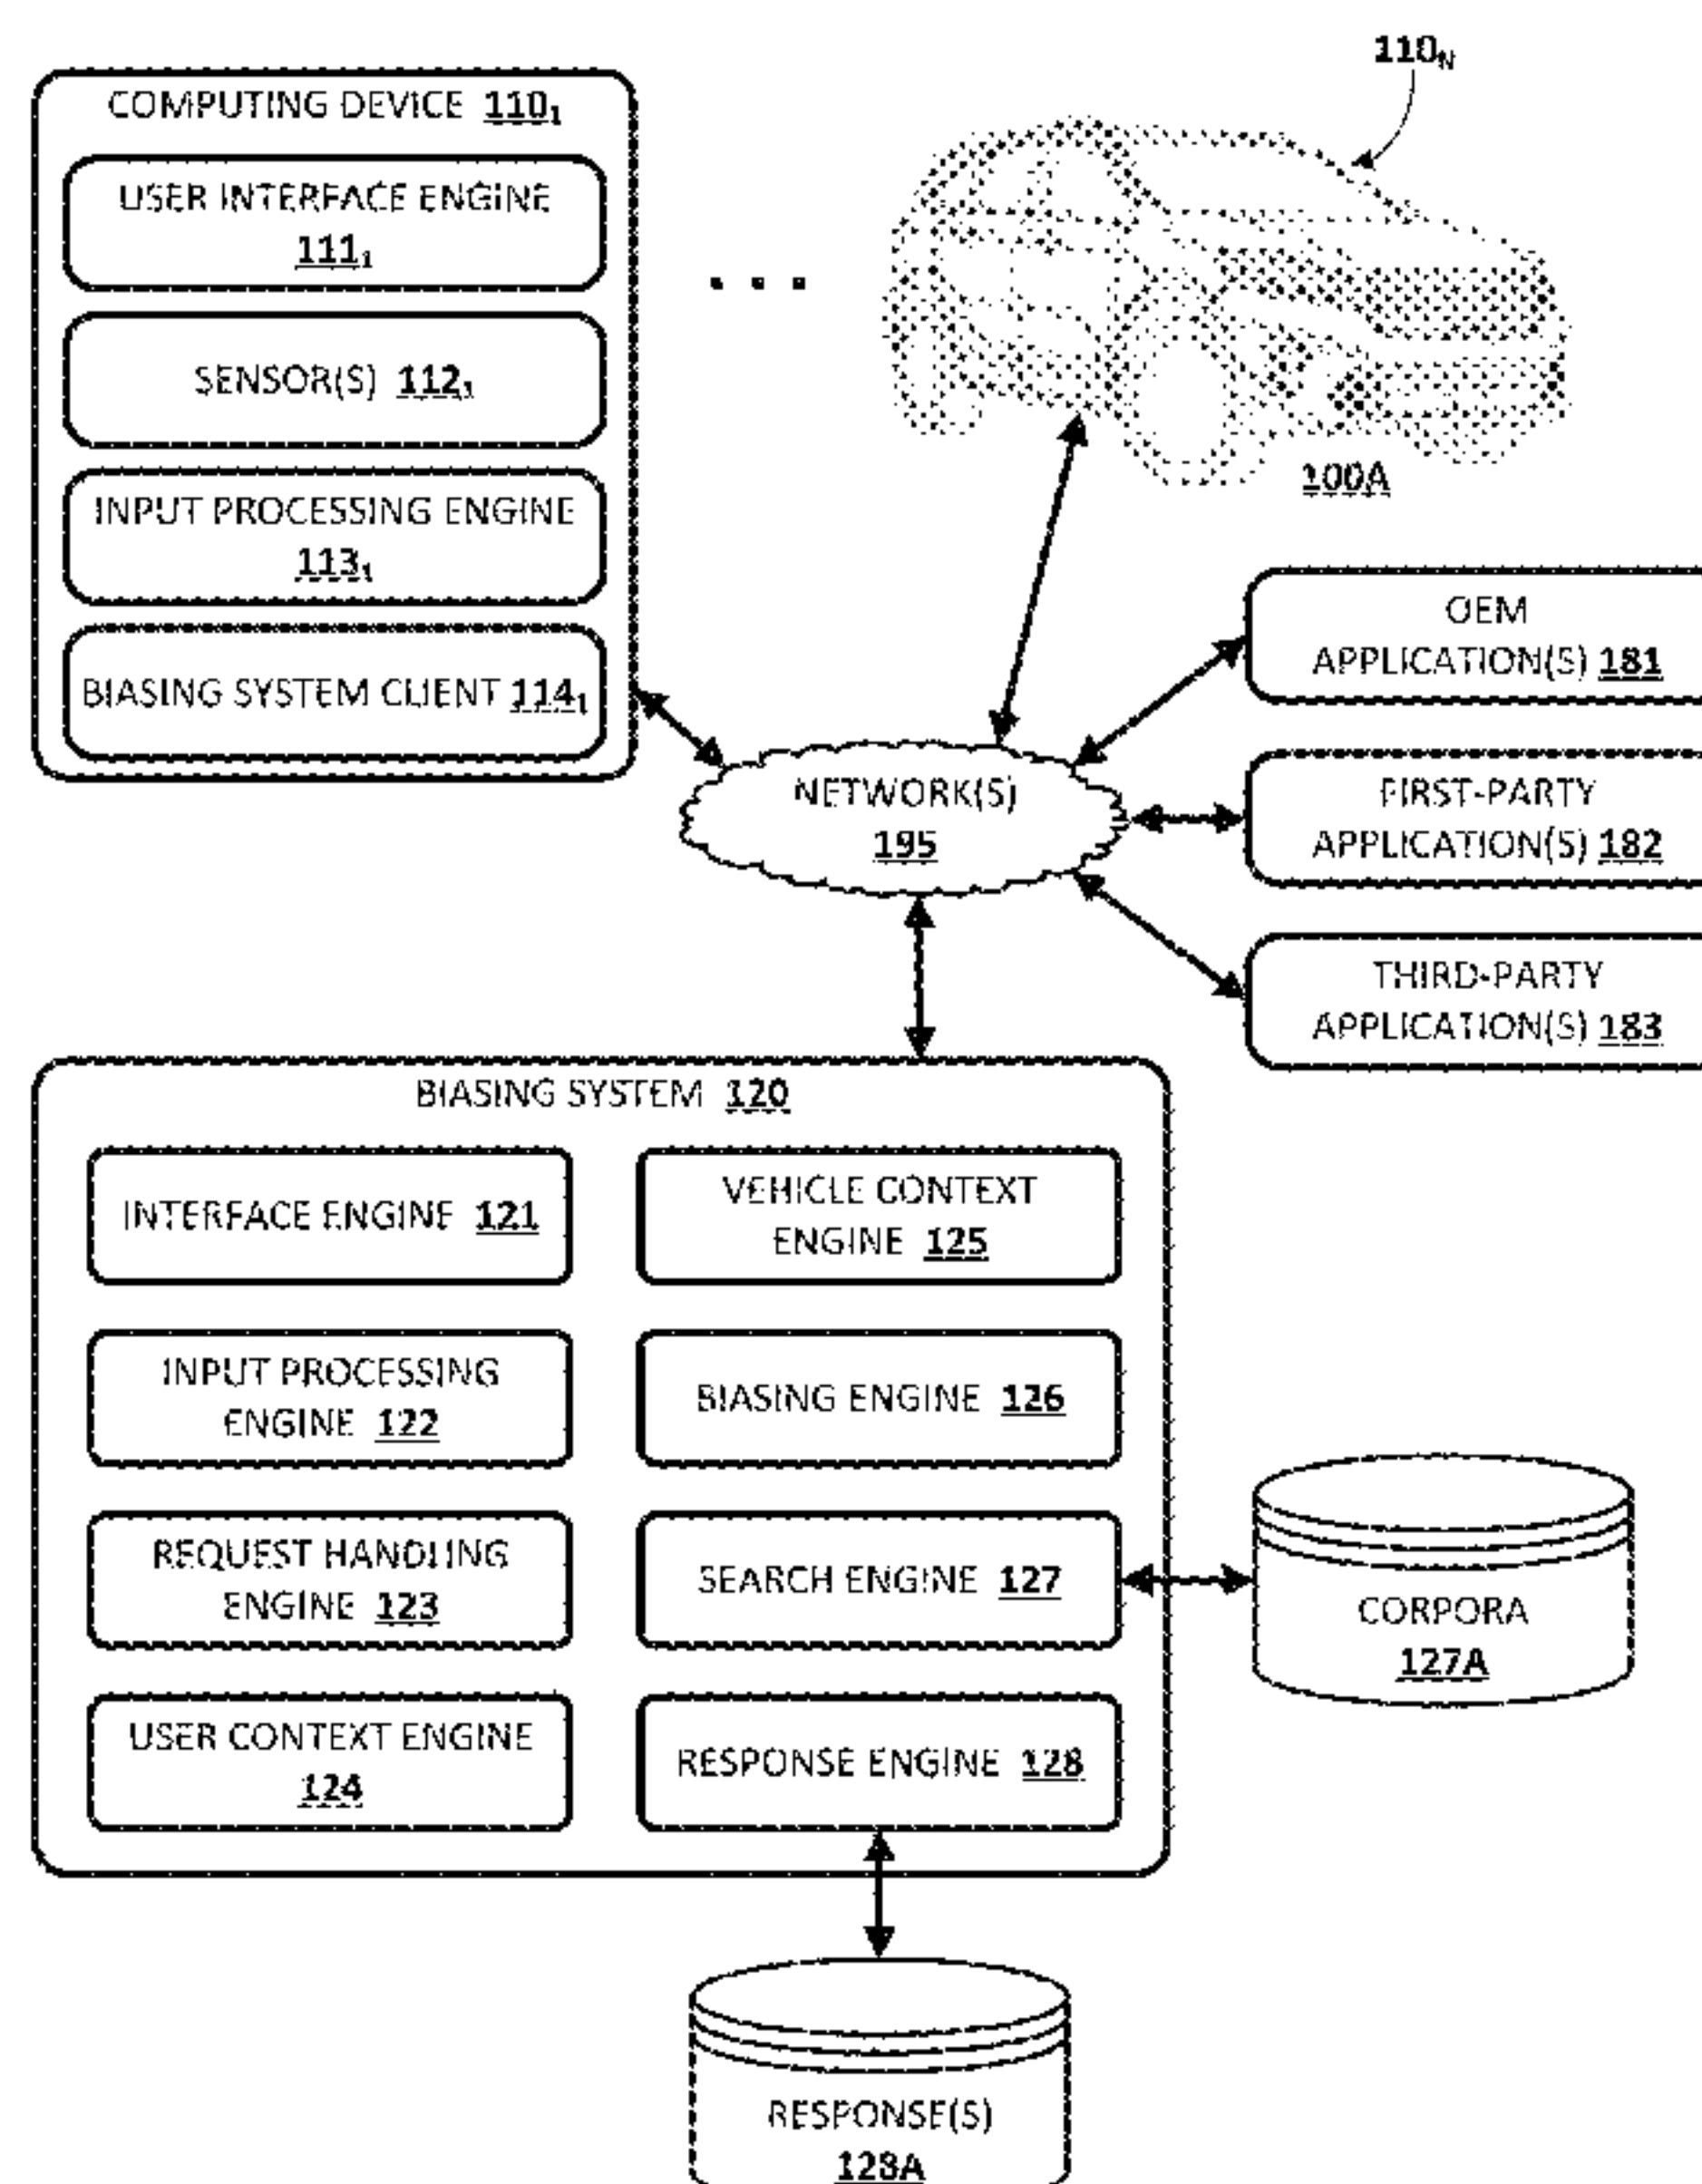 COMPUTING DEVICE 110₁
USER INTERFACE ENGINE
111₁
SENSOR(S) 112₁
INPUT PROCESSING ENGINE
113₁
BIASING SYSTEM CLIENT 114₁
. . .
110N
100A
NETWORK(S)
195
OEM
APPLICATION(S) 181
FIRST-PARTY
APPLICATION(S) 182
THIRD-PARTY
APPLICATION(S) 183
BIASING SYSTEM 120
INTERFACE ENGINE 121
INPUT PROCESSING
ENGINE 122
REQUEST HANDLING
ENGINE 123
USER CONTEXT ENGINE
124
VEHICLE CONTEXT
ENGINE 125
BIASING ENGINE 126
SEARCH ENGINE 127
RESPONSE ENGINE 128
CORPORA
127A
RESPONSE(S)
128A